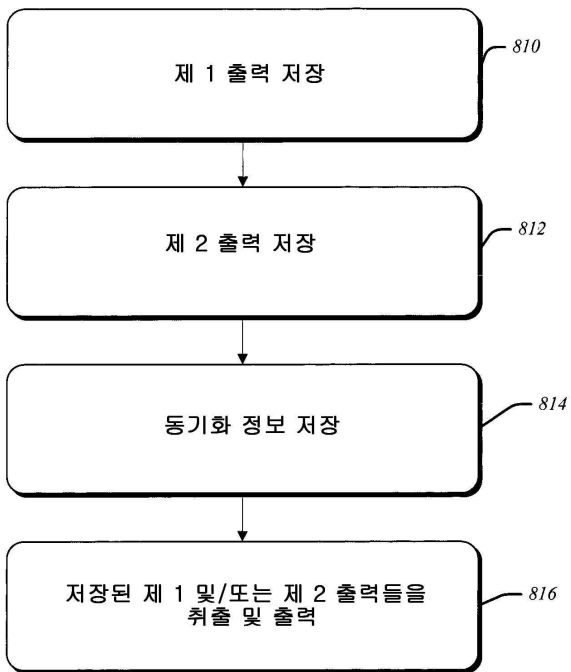 제 1 출력 저장
810
제 2 출력 저장
812
동기화 정보 저장
814
저장된 제 1 및/또는 제 2 출력들을
취출 및 출력
816